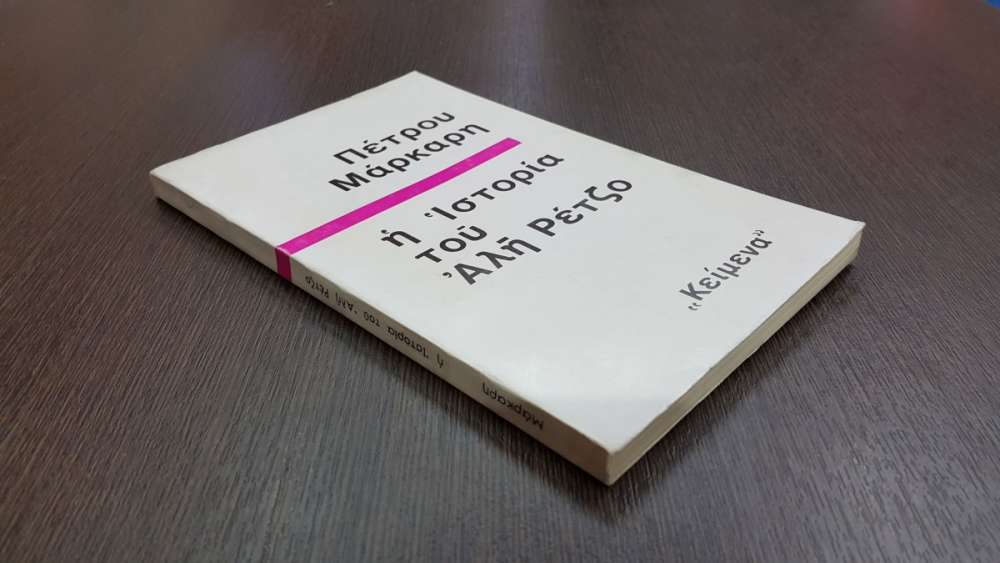 Πέτρου
Μάρκαρη
ἡ Ἱστορία
τοῦ
Ἀλῆ Ρέτζο
“Κείμενα”
Μάρκαρη ἡ Ἱστορία τοῦ Ἀλῆ Ρέτζο